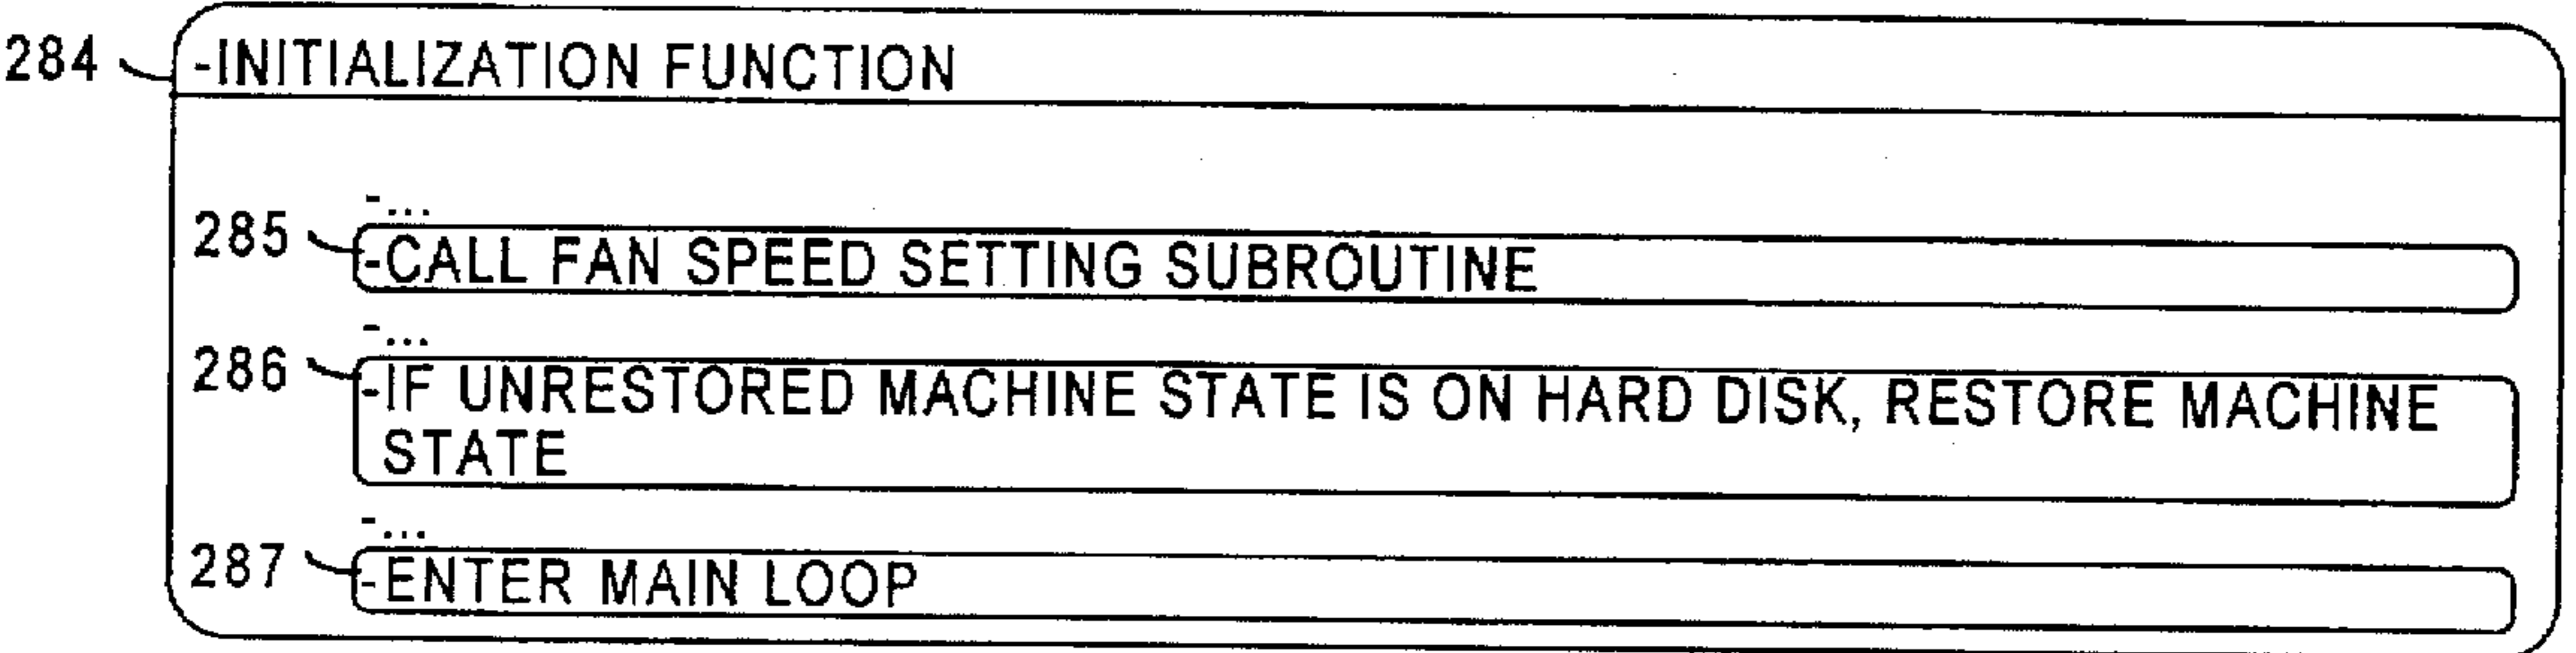 284 -INITIALIZATION FUNCTION
-...
285 -CALL FAN SPEED SETTING SUBROUTINE
-...
286 -IF UNRESTORED MACHINE STATE IS ON HARD DISK, RESTORE MACHINE
STATE
-...
287 -ENTER MAIN LOOP